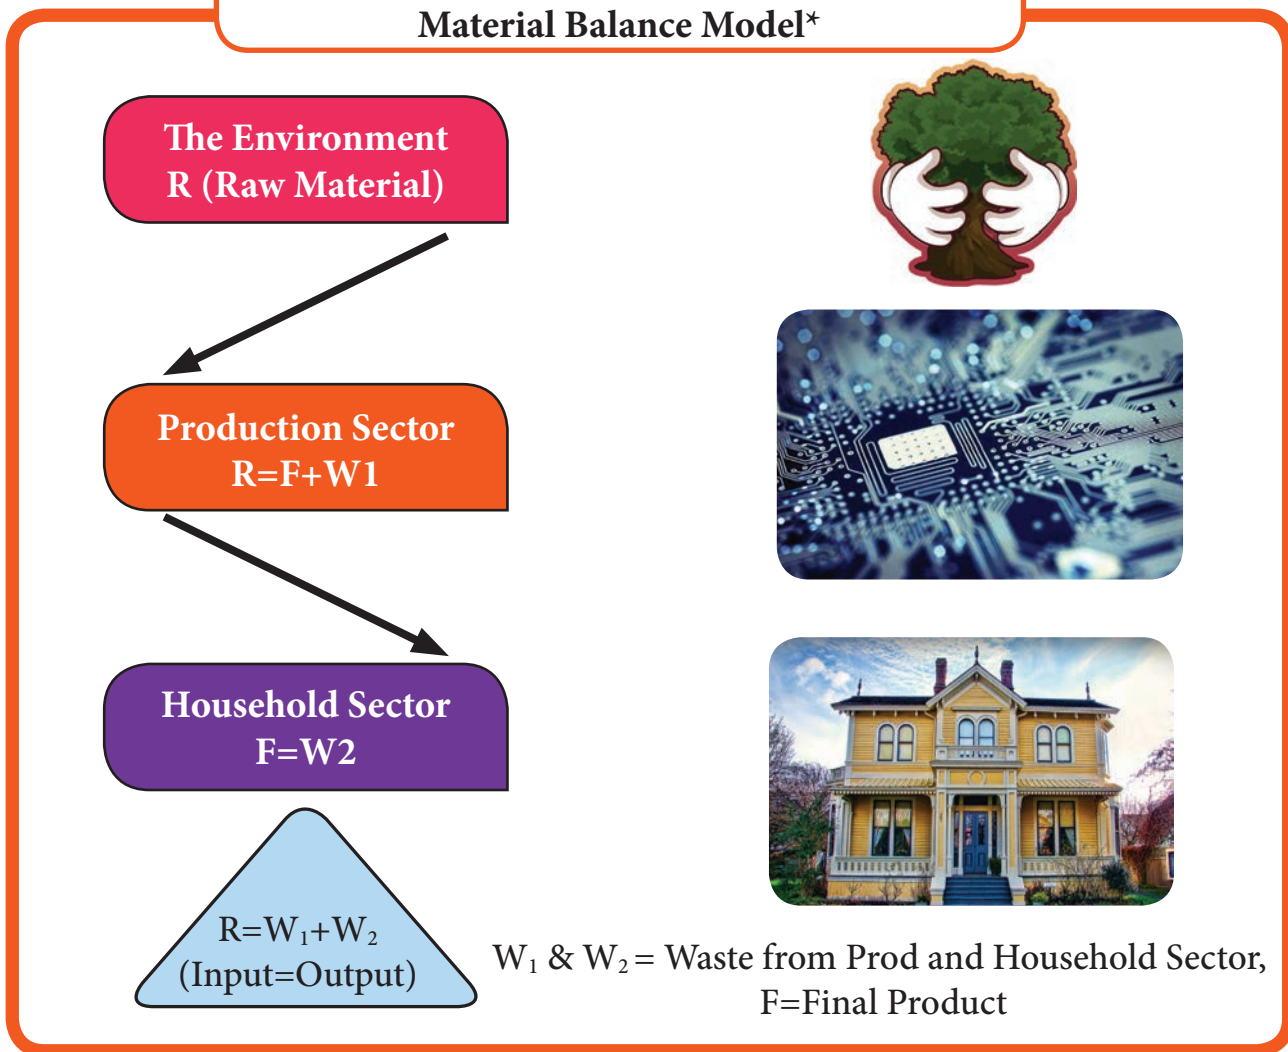 Material Balance Model*
The Environment
R (Raw Material)
Production Sector
R=F+W1
Household Sector
F=W2
R=W₁+W₂
(Input=Output)
W₁ & W₂ = Waste from Prod and Household Sector,
F=Final Product